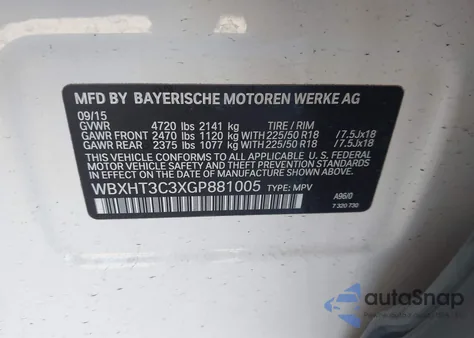 MFD BY BAYERISCHE MOTOREN WERKE AG
09/15
GVWR 4720 lbs 2141 kg TIRE / RIM
GAWR FRONT 2470 lbs 1120 kg WITH 225/50 R18 /7.5Jx18
GAWR REAR 2375 lbs 1077 kg WITH 225/50 R18 /7.5Jx18
THIS VEHICLE CONFORMS TO ALL APPLICABLE U. S. FEDERAL
MOTOR VEHICLE SAFETY, BUMPER, AND THEFT PREVENTION
STANDARDS IN EFFECT ON THE DATE OF MANUFACTURE SHOWN ABOVE.
WBXHT3C3XGP881005 TYPE: MPV
A96/0
7 320 730
autoSnap